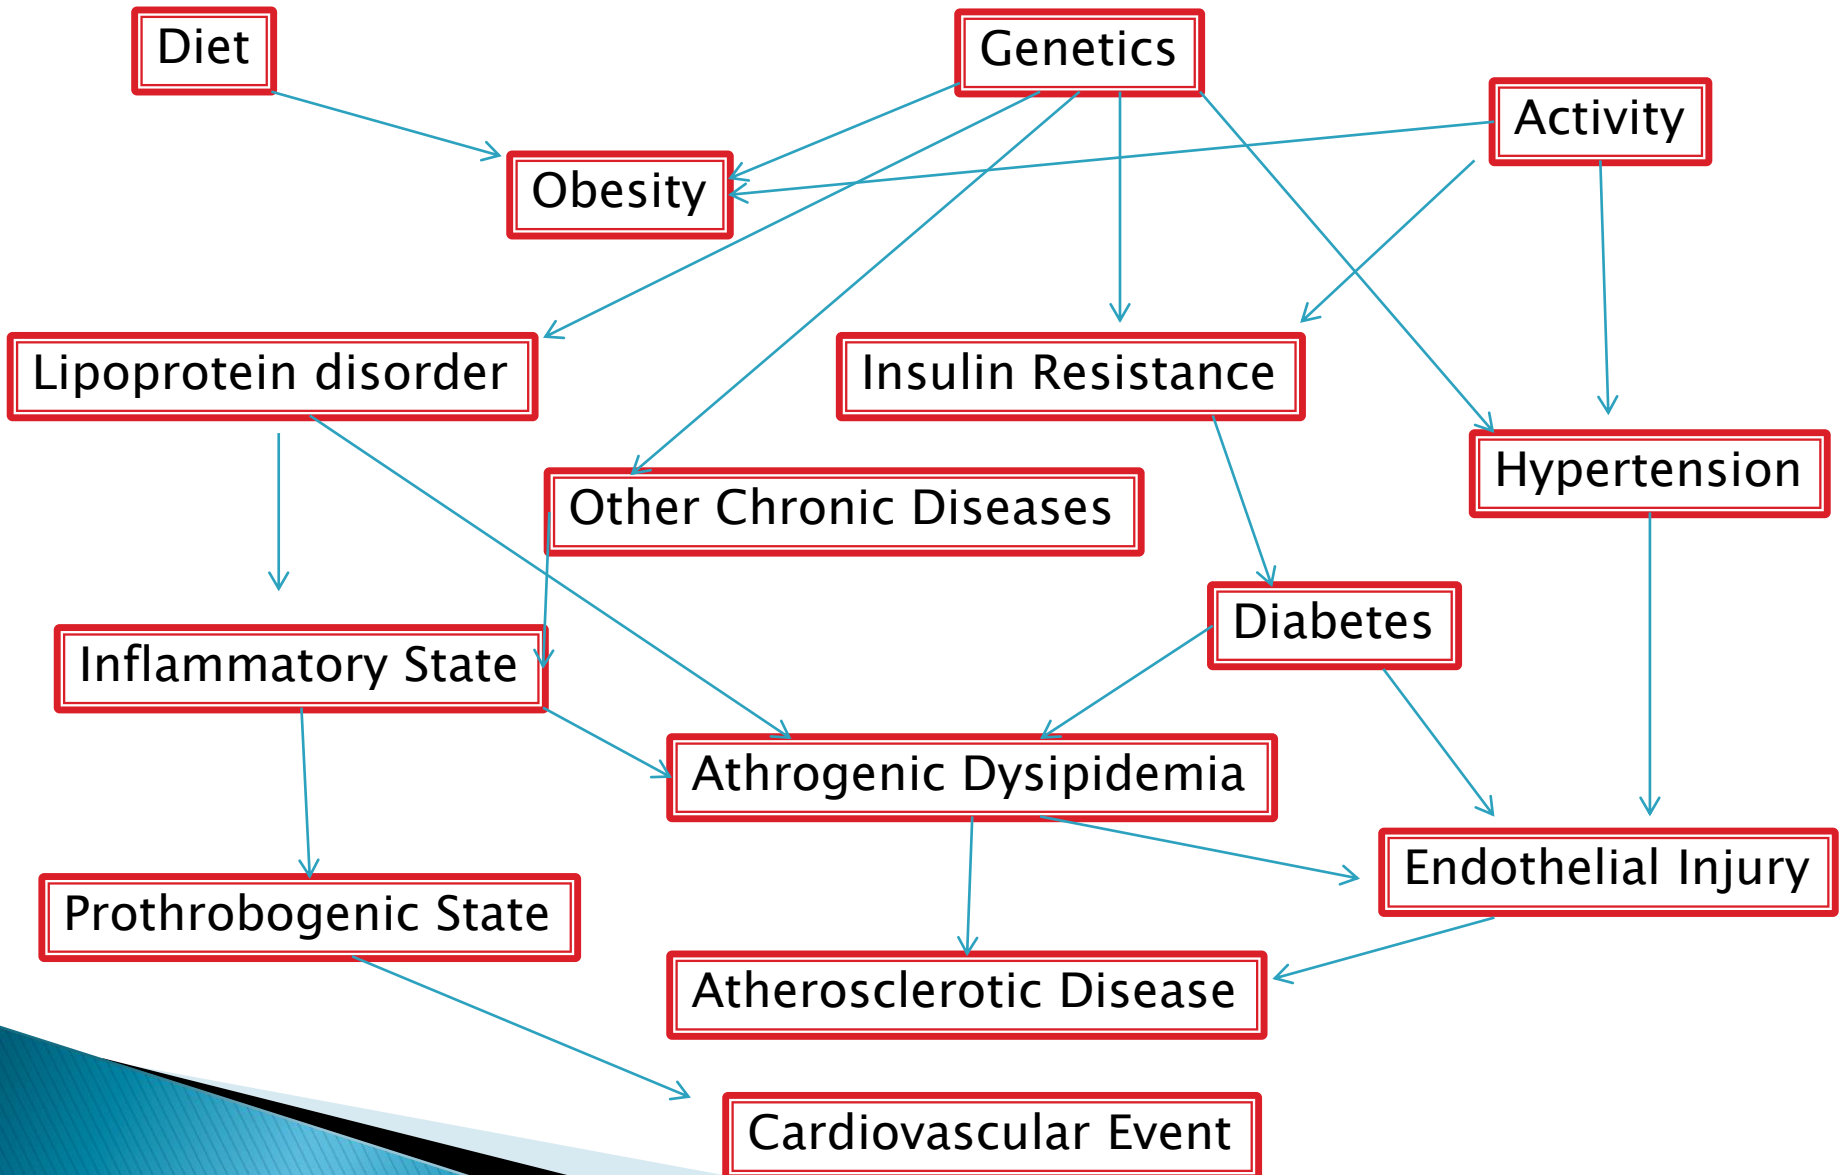 Diet
Genetics
Activity
Obesity
Lipoprotein disorder
Insulin Resistance
Hypertension
Other Chronic Diseases
Diabetes
Inflammatory State
Athrogenic Dysipidemia
Endothelial Injury
Prothrobogenic State
Atherosclerotic Disease
Cardiovascular Event